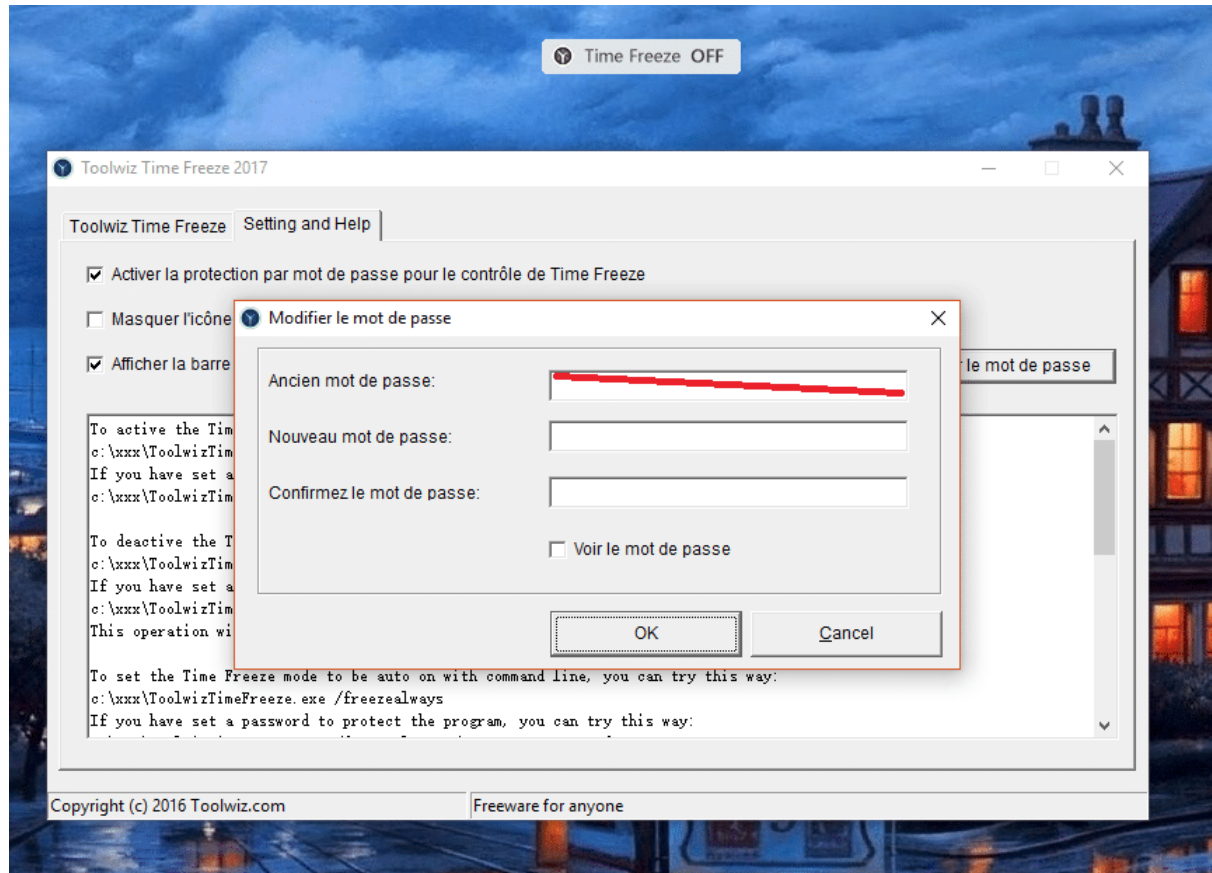 Time Freeze OFF
Toolwiz Time Freeze 2017
Toolwiz Time Freeze
Setting and Help
Activer la protection par mot de passe pour le contrôle de Time Freeze
Masquer l'icône
Afficher la barre
le mot de passe
Modifier le mot de passe
Ancien mot de passe:
Nouveau mot de passe:
Confirmez le mot de passe:
Voir le mot de passe
OK
Cancel
To active the Tim
c:\xxx\ToolwizTim
If you have set a
c:\xxx\ToolwizTim
To deactive the T
c:\xxx\ToolwizTim
If you have set a
c:\xxx\ToolwizTim
This operation wi
To set the Time Freeze mode to be auto on with command line, you can try this way:
c:\xxx\ToolwizTimeFreeze.exe /freezealways
If you have set a password to protect the program, you can try this way:
Copyright (c) 2016 Toolwiz.com
Freeware for anyone